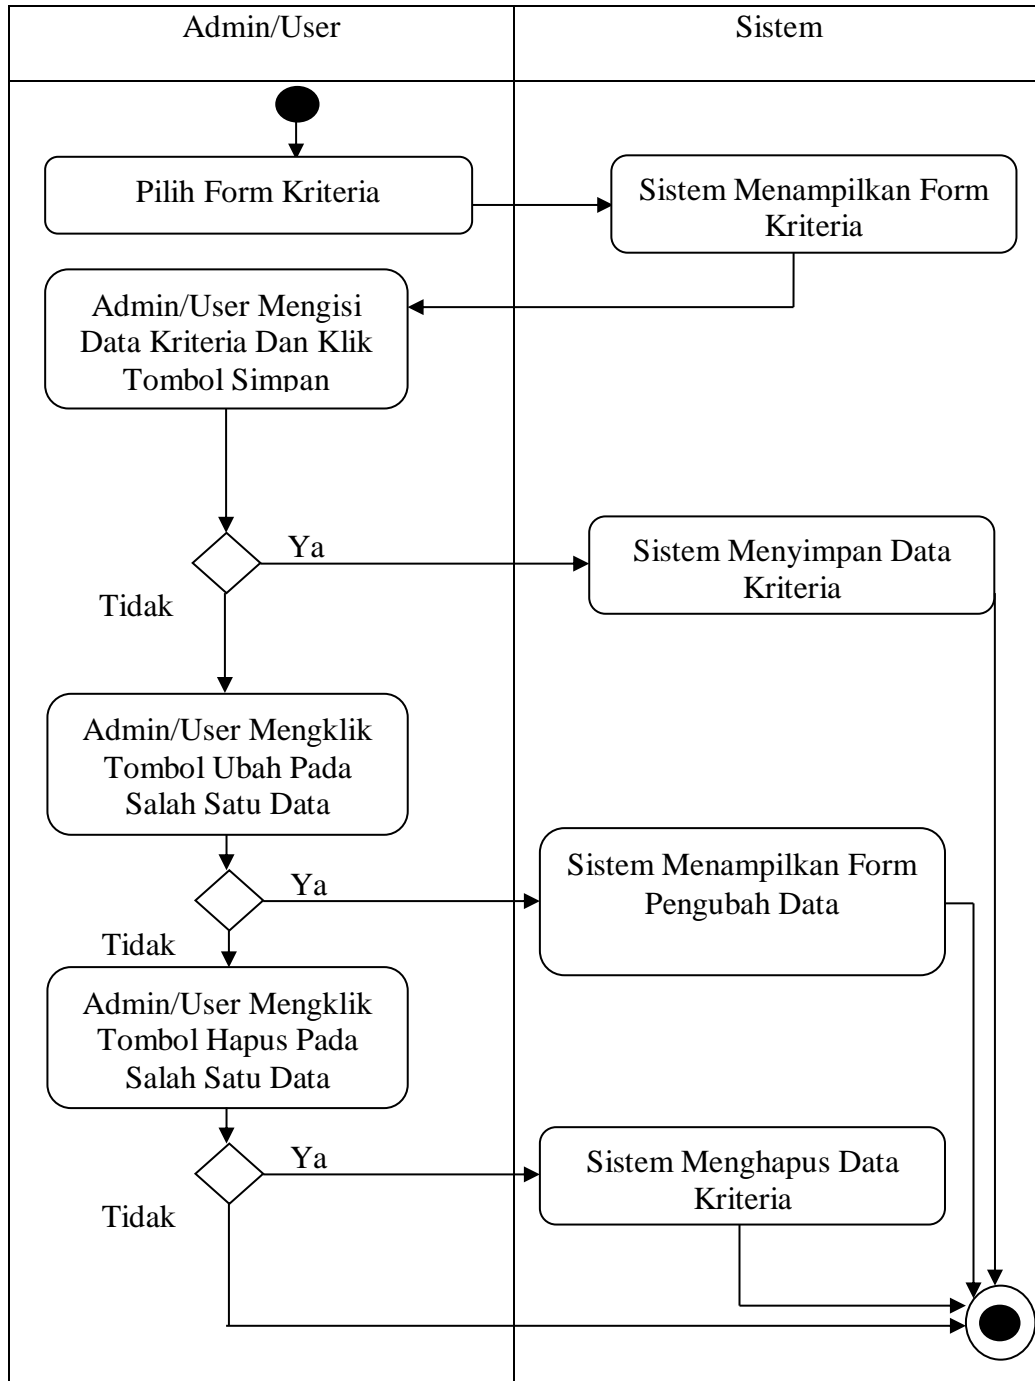 Admin/User
Sistem
Pilih Form Kriteria
Sistem Menampilkan Form
Kriteria
Admin/User Mengisi
Data Kriteria Dan Klik
Tombol Simpan
Ya
Sistem Menyimpan Data
Kriteria
Tidak
Admin/User Mengklik
Tombol Ubah Pada
Salah Satu Data
Ya
Sistem Menampilkan Form
Pengubah Data
Tidak
Admin/User Mengklik
Tombol Hapus Pada
Salah Satu Data
Ya
Sistem Menghapus Data
Kriteria
Tidak